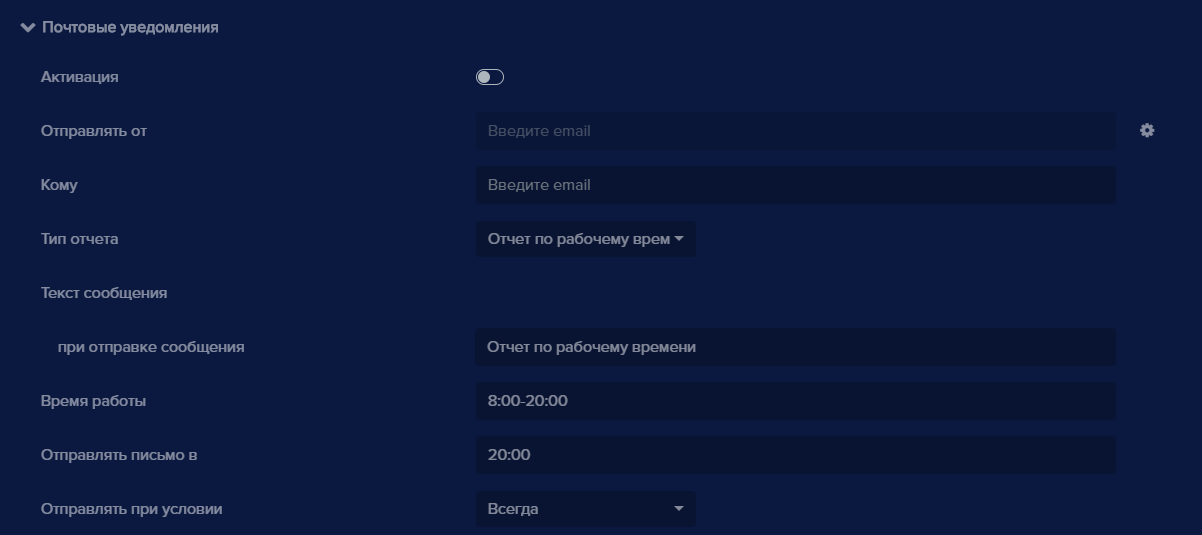 Почтовые уведомления
Активация
Отправлять от Введите email
Кому Введите email
Тип отчета Отчет по рабочему врем
Текст сообщения
при отправке сообщения Отчет по рабочему времени
Время работы 8:00-20:00
Отправлять письмо в 20:00
Отправлять при условии Всегда